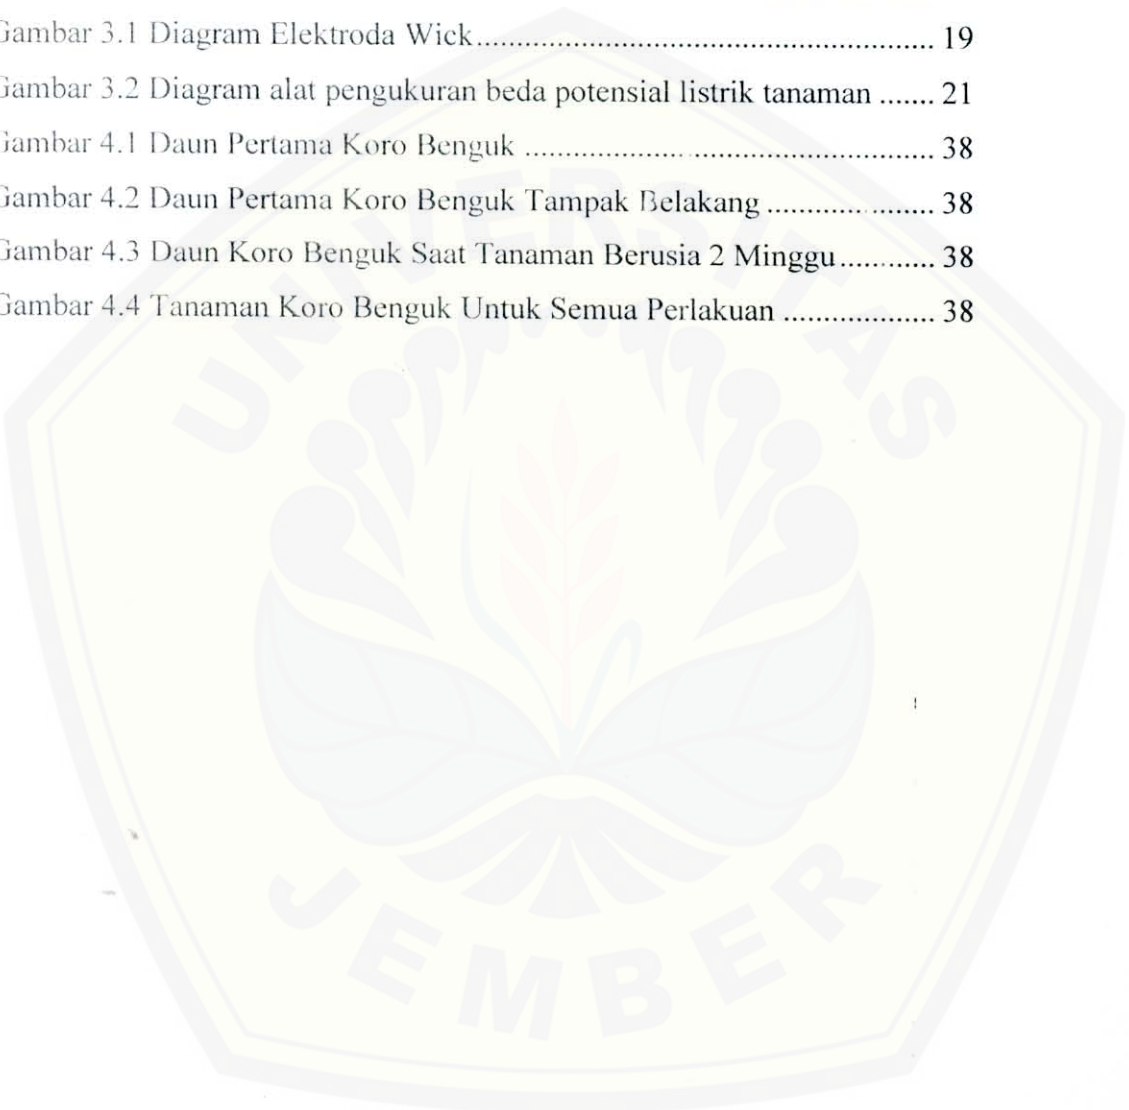 Gambar 3.1 Diagram Elektroda Wick........................................................ 19
Gambar 3.2 Diagram alat pengukuran beda potensial listrik tanaman ....... 21
Gambar 4.1 Daun Pertama Koro Benguk .................................................. 38
Gambar 4.2 Daun Pertama Koro Benguk Tampak Belakang ..................... 38
Gambar 4.3 Daun Koro Benguk Saat Tanaman Berusia 2 Minggu............ 38
Gambar 4.4 Tanaman Koro Benguk Untuk Semua Perlakuan ................... 38
UNIVERSITAS
JEMBER